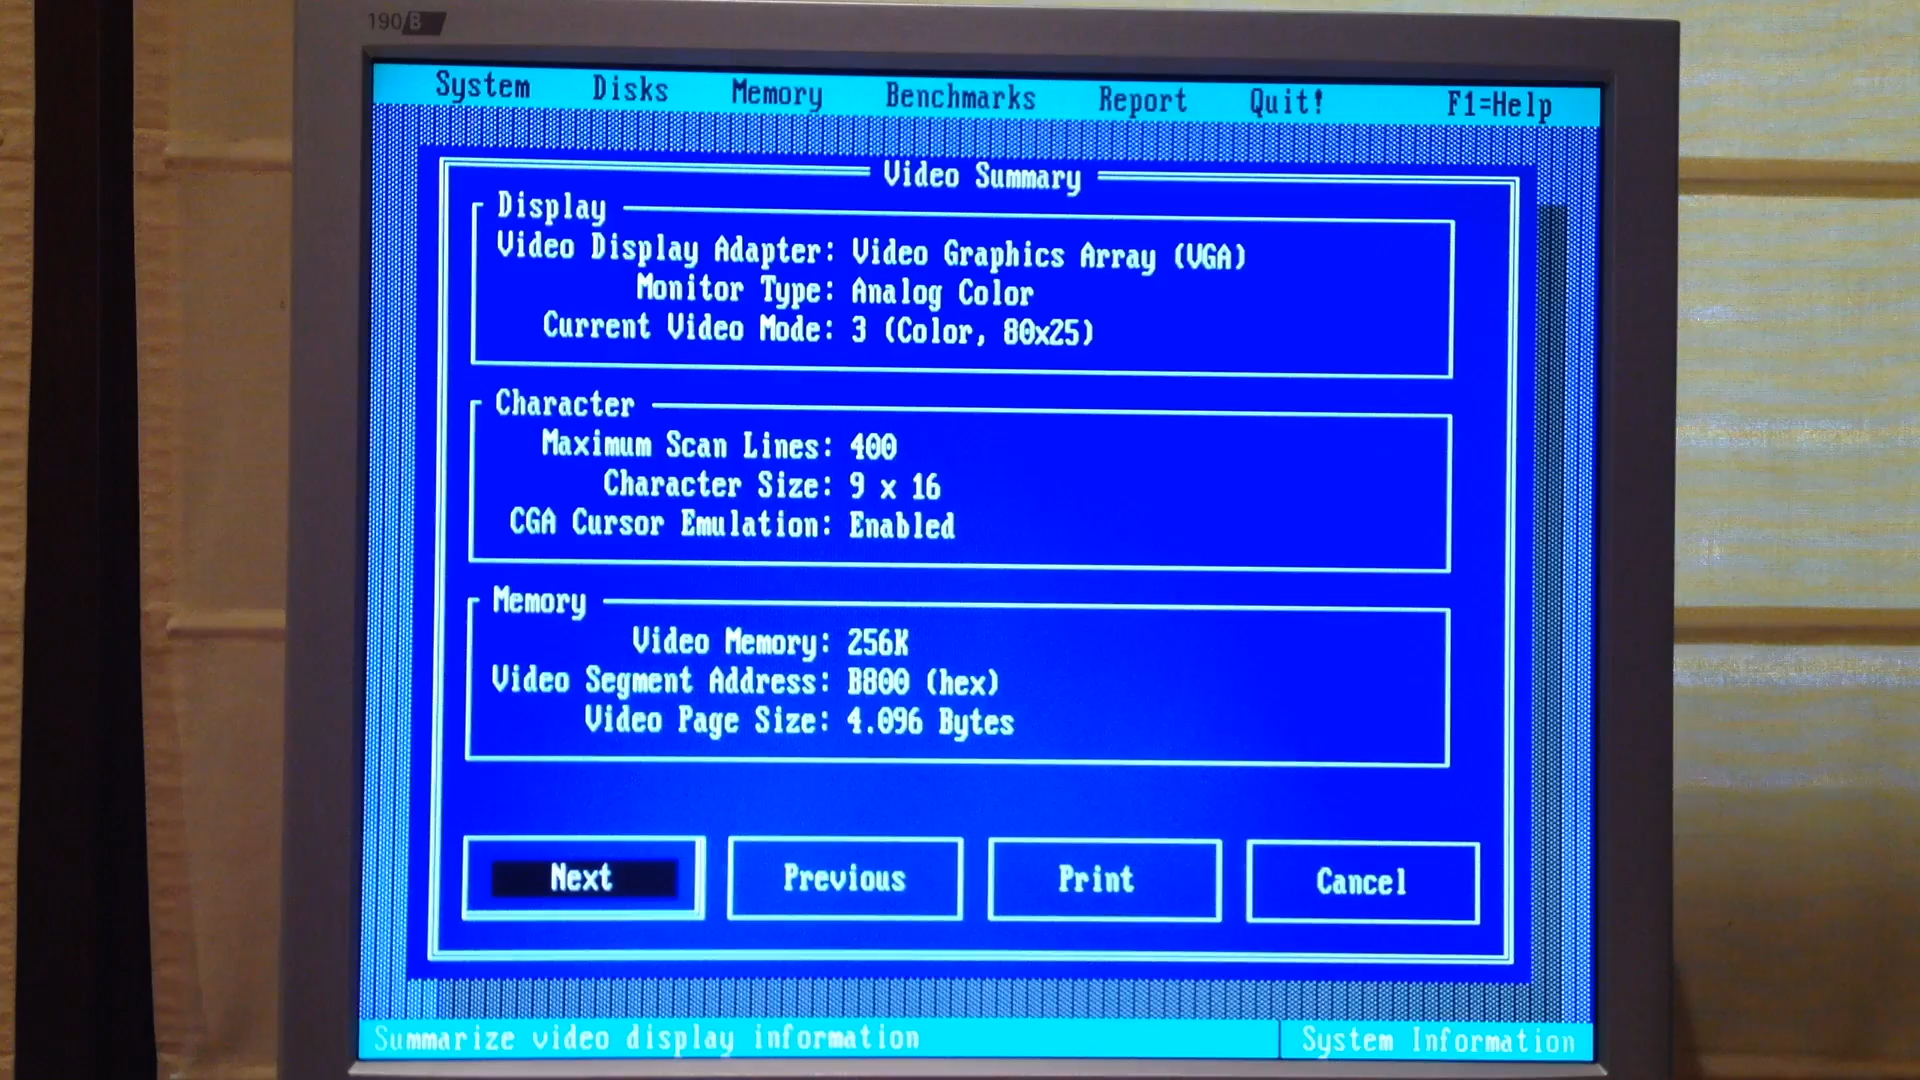 190 B
System Disks Memory Benchmarks Report Quit! F1=Help
Video Summary
Display
Video Display Adapter: Video Graphics Array (VGA)
Monitor Type: Analog Color
Current Video Mode: 3 (Color, 80x25)
Character
Maximum Scan Lines: 400
Character Size: 9 x 16
CGA Cursor Emulation: Enabled
Memory
Video Memory: 256K
Video Segment Address: B800 (hex)
Video Page Size: 4.096 Bytes
Next Previous Print Cancel
Summarize video display information System Information